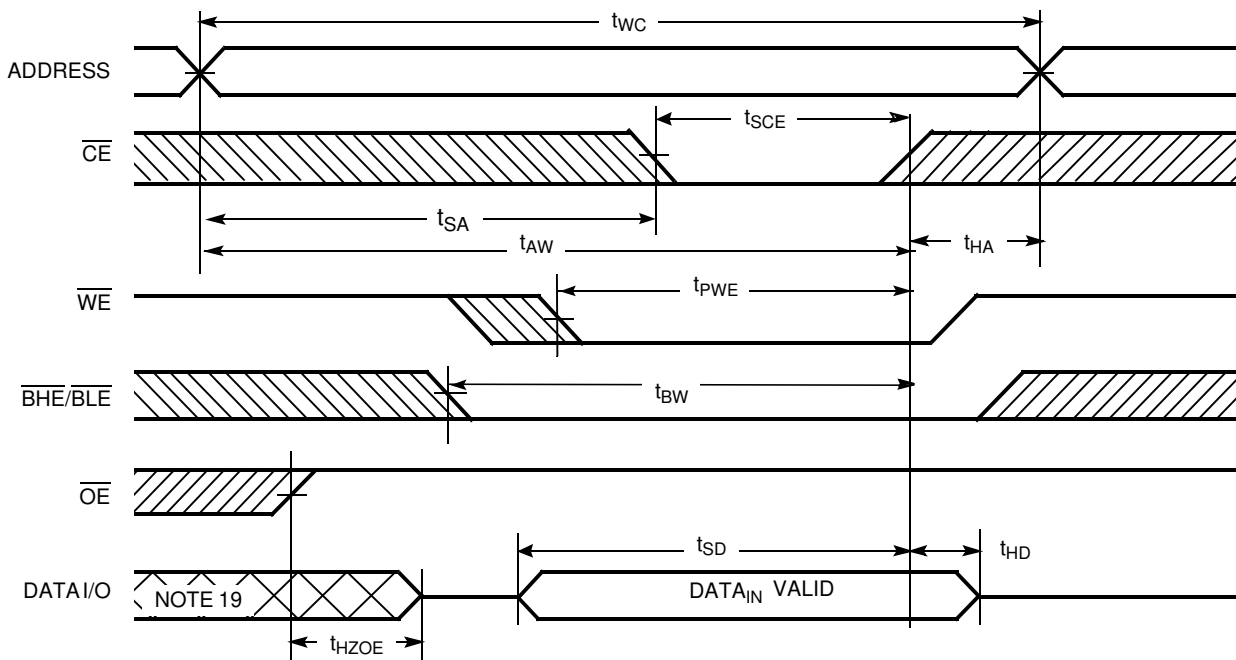 tWC
ADDRESS
tSCE
CE
tSA
tAW
tHA
tPWE
WE
tBW
BHE/BLE
OE
tSD
tHD
DATA I/O
NOTE 19
DATAIN VALID
tHZOE